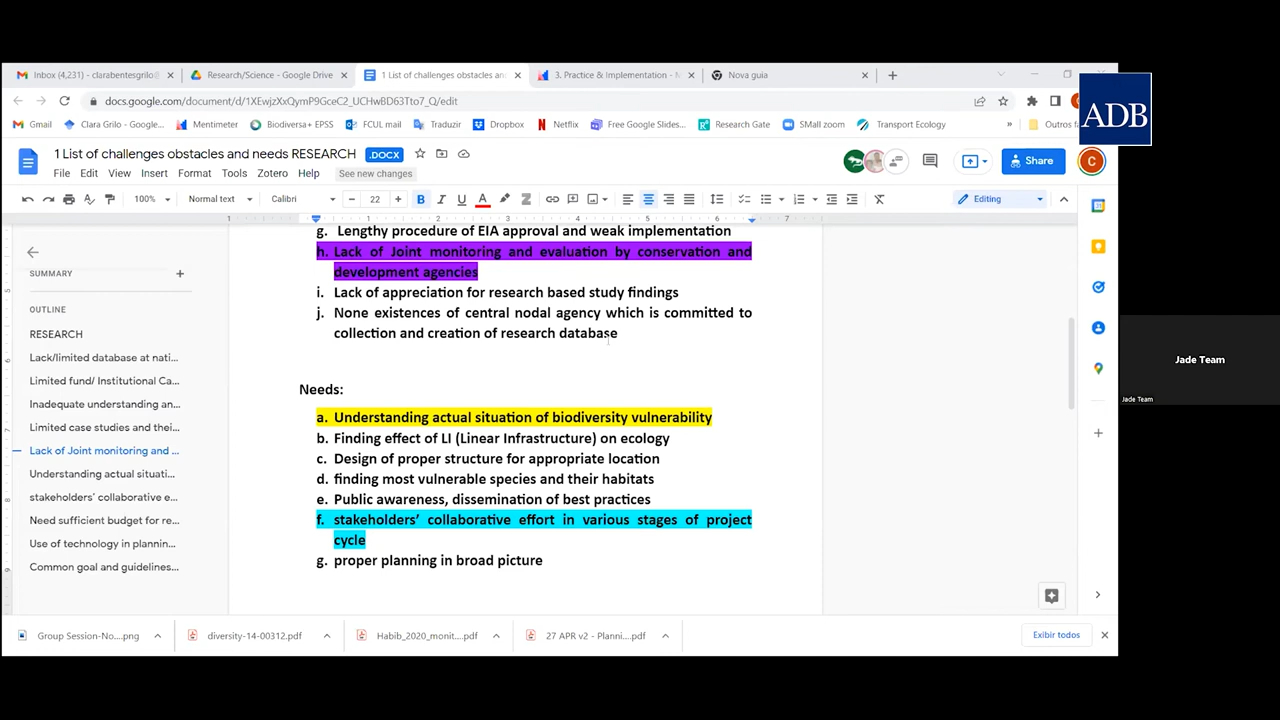 Inbox (4,231) - clarabentesgrilo@
Research/Science - Google Drive
1 List of challenges obstacles and
3. Practice & Implementation - M
Nova guia
docs.google.com/document/d/1XEwjzXxQymP9GceC2_UCHwBD63Tto7_Q/edit
ADB
Gmail
Clara Grilo - Google...
Mentimeter
Biodiversa+ EPSS
FCUL mail
Traduzir
Dropbox
Netflix
Free Google Slides...
Research Gate
SMall zoom
Transport Ecology
»
Outros fa
1 List of challenges obstacles and needs RESEARCH .DOCX
Share
C
File Edit View Insert Format Tools Zotero Help See new changes
100% Normal text Calibri − 22 + B I U A Editing
1 1 2 3 4 5 6 7
g. Lengthy procedure of EIA approval and weak implementation
h. Lack of Joint monitoring and evaluation by conservation and
development agencies
i. Lack of appreciation for research based study findings
j. None existences of central nodal agency which is committed to
collection and creation of research database
Needs:
a. Understanding actual situation of biodiversity vulnerability
b. Finding effect of LI (Linear Infrastructure) on ecology
c. Design of proper structure for appropriate location
d. finding most vulnerable species and their habitats
e. Public awareness, dissemination of best practices
f. stakeholders' collaborative effort in various stages of project
cycle
g. proper planning in broad picture
SUMMARY +
OUTLINE
RESEARCH
Lack/limited database at nati...
Limited fund/ Institutional Ca...
Inadequate understanding an...
Limited case studies and thei...
Lack of Joint monitoring and ...
Understanding actual situati...
stakeholders' collaborative e...
Need sufficient budget for re...
Use of technology in plannin...
Common goal and guidelines...
Jade Team
Jade Team
Group Session-No....png
diversity-14-00312.pdf
Habib_2020_monit....pdf
27 APR v2 - Planni....pdf
Exibir todos